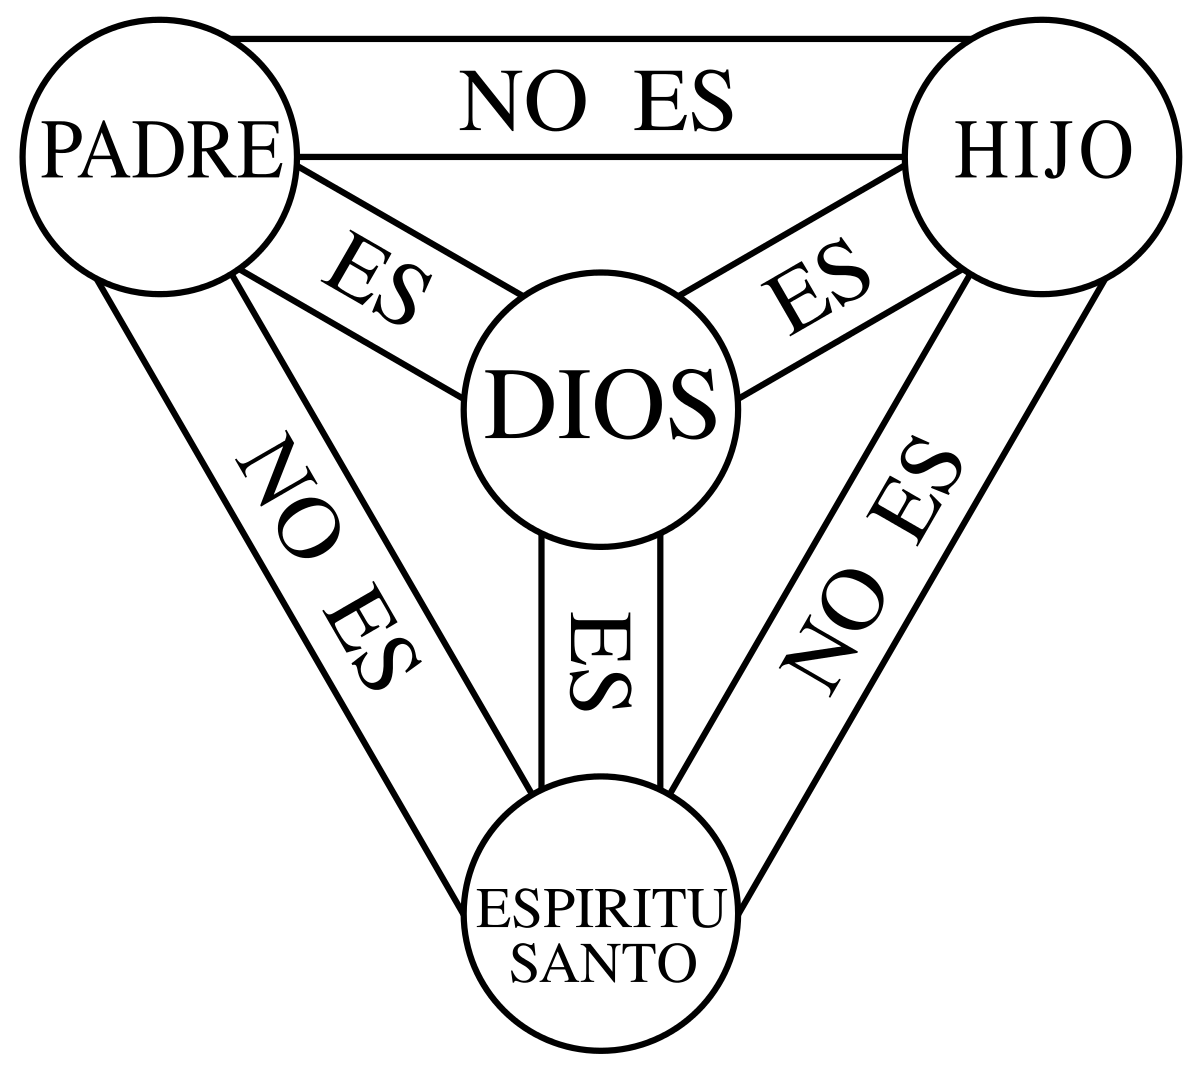 PADRE
NO ES
HIJO
ES
ES
DIOS
NO ES
ES
NO ES
ESPIRITU
SANTO